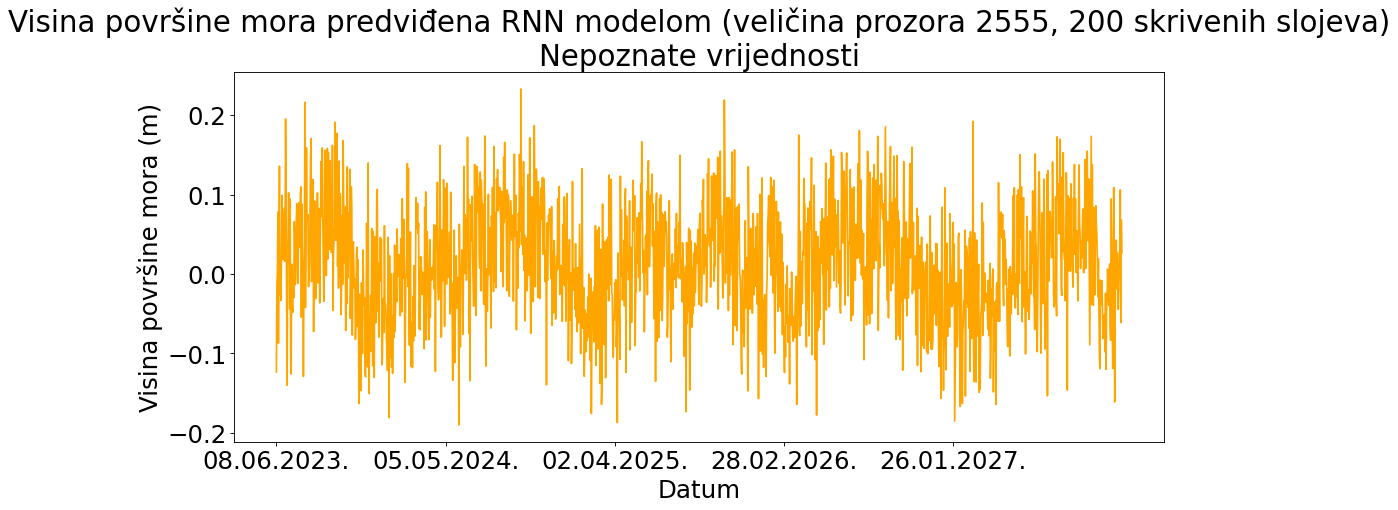 Visina površine mora predviđena RNN modelom (veličina prozora 2555, 200 skrivenih slojeva)
Nepoznate vrijednosti
Visina površine mora (m)
0.2
0.1
0.0
−0.1
−0.2
08.06.2023. 05.05.2024. 02.04.2025. 28.02.2026. 26.01.2027.
Datum